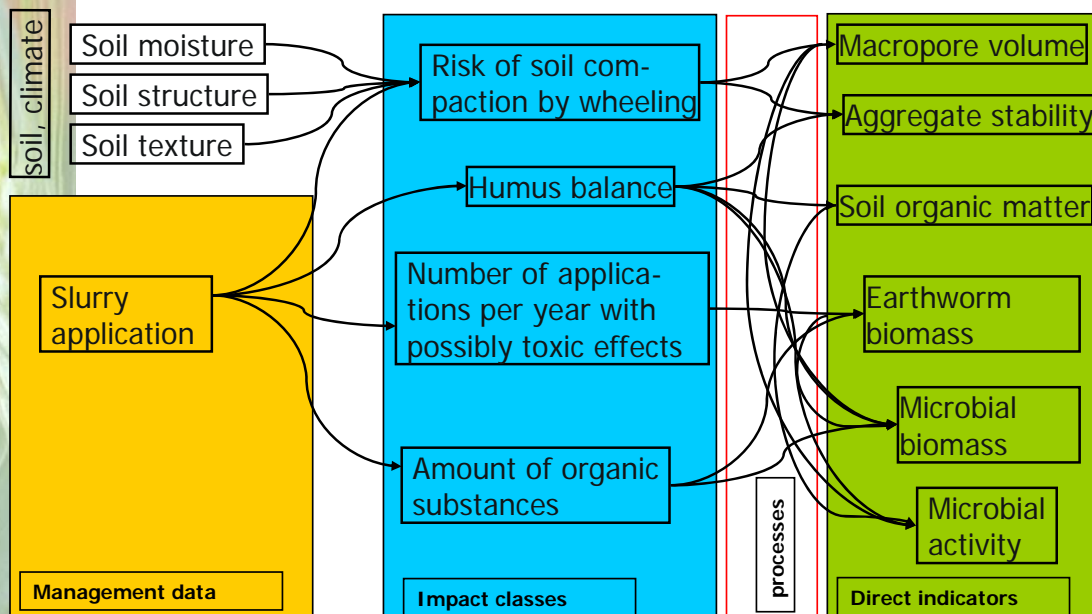 soil, climate
Soil moisture
Soil structure
Soil texture
Slurry
application
Management data
Risk of soil com-
paction by wheeling
Humus balance
Number of applica-
tions per year with
possibly toxic effects
Amount of organic
substances
Impact classes
processes
Macropore volume
Aggregate stability
Soil organic matter
Earthworm
biomass
Microbial
biomass
Microbial
activity
Direct indicators